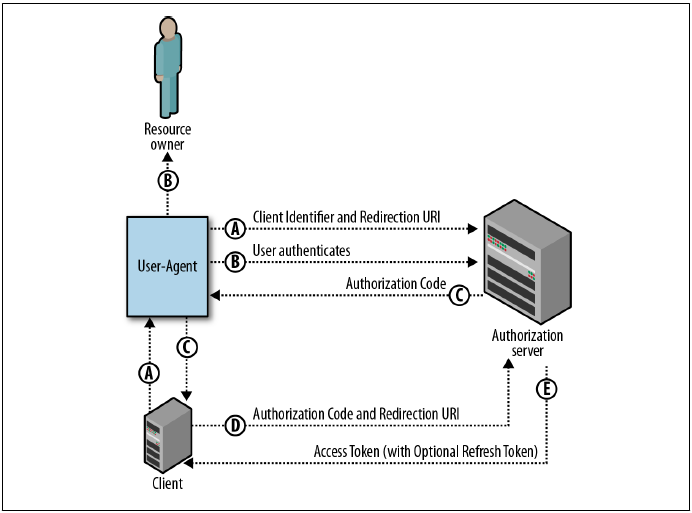 Resource
owner
B
A Client Identifier and Redirection URI
B User authenticates
User-Agent
Authorization Code C
Authorization
server
C
A
E
D Authorization Code and Redirection URI
Access Token (with Optional Refresh Token)
Client